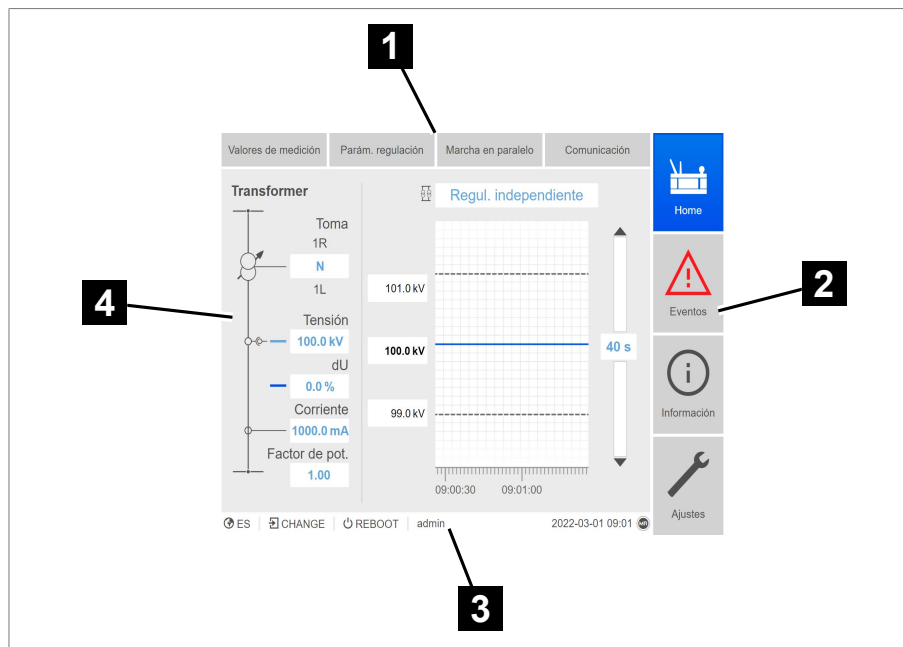 1
Valores de medición Parám. regulación Marcha en paralelo Comunicación
Home
Transformer
Regul. independiente
Toma
1R
N
1L
101.0 kV
Eventos
2
4
Tensión
100.0 kV
100.0 kV
40 s
dU
0.0 %
Información
Corriente
99.0 kV
1000.0 mA
Factor de pot.
1.00
09:00:30 09:01:00
Ajustes
ES CHANGE REBOOT admin 2022-03-01 09:01 MR
3